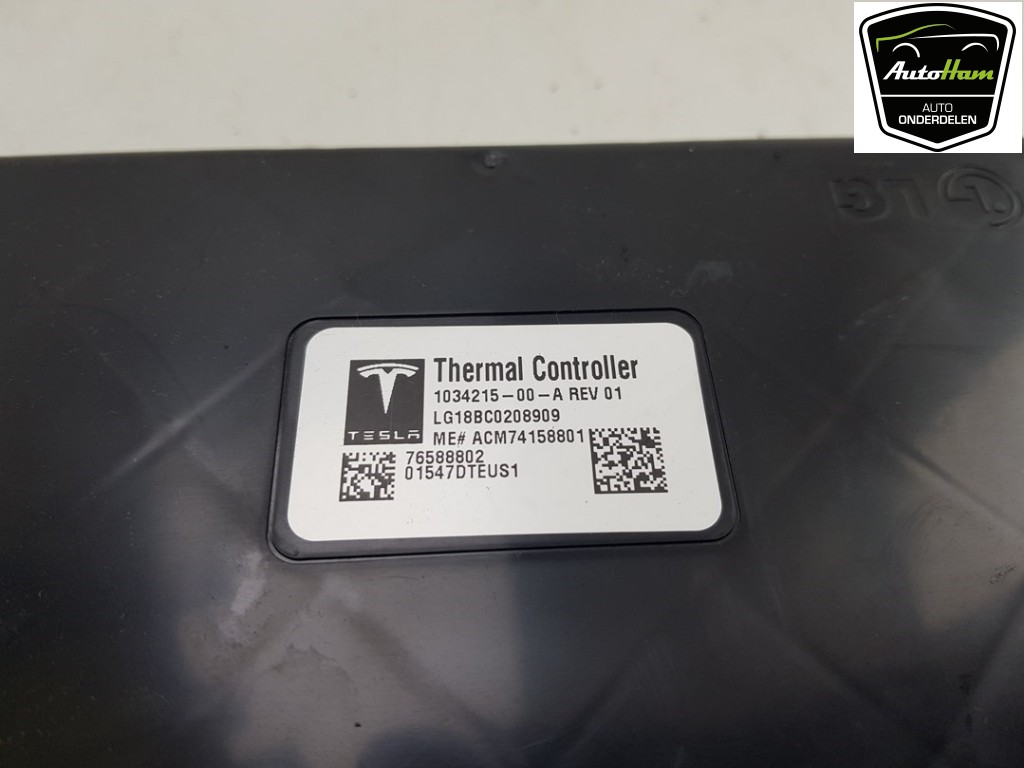 AutoHam
AUTO
ONDERDELEN
LG
TESLA
Thermal Controller
1034215-00-A REV 01
LG18BC0208909
ME# ACM74158801
76588802
01547DTEUS1